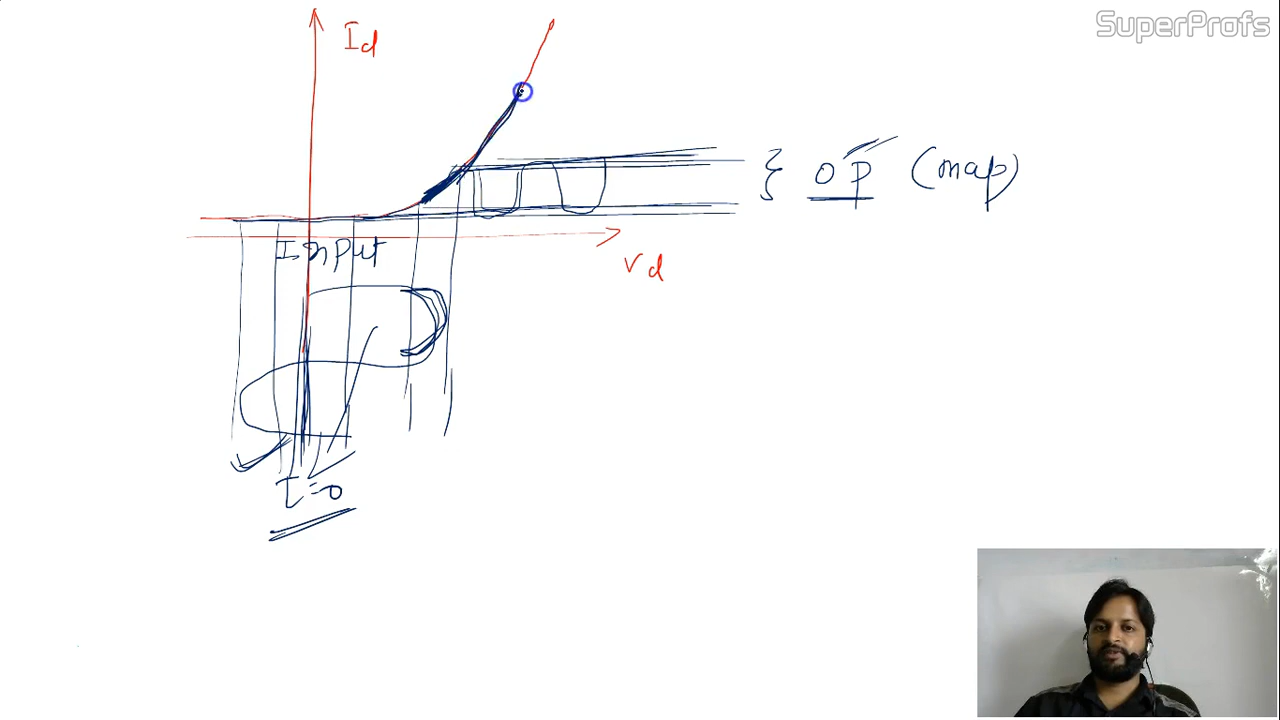 SuperProfs
Id
} op (map)
Input
Vd
I=0